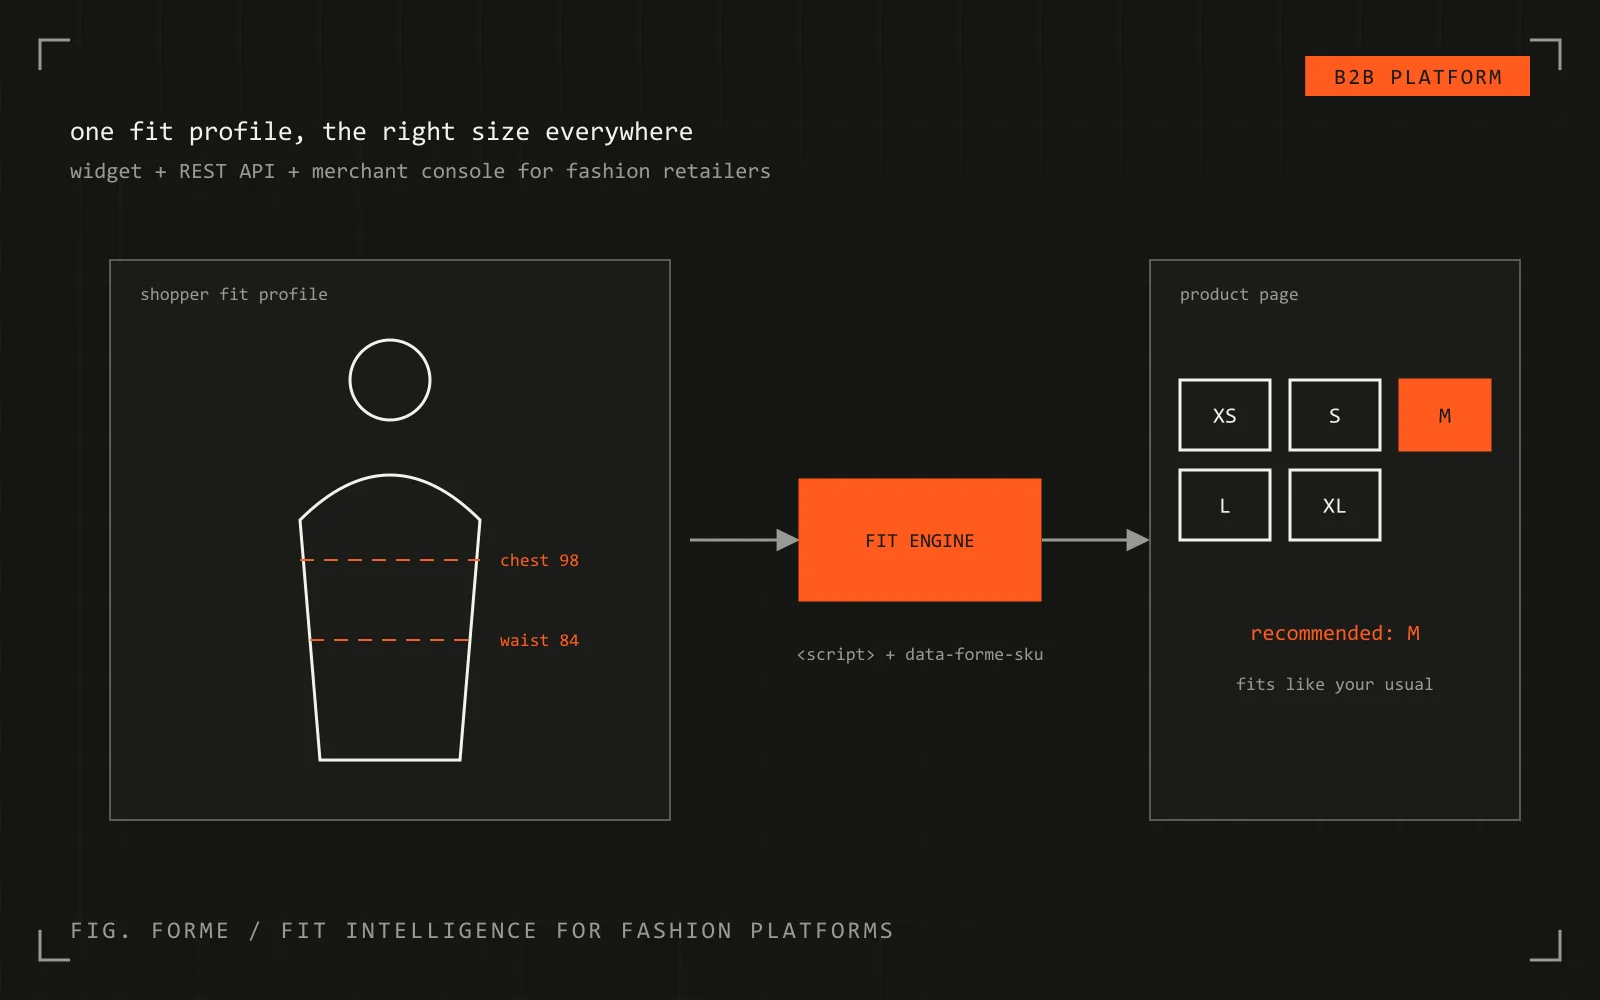 B2B PLATFORM
one fit profile, the right size everywhere
widget + REST API + merchant console for fashion retailers
shopper fit profile
chest 98
waist 84
FIT ENGINE
<script> + data-forme-sku
product page
XS
S
M
L
XL
recommended: M
fits like your usual
FIG. FORME / FIT INTELLIGENCE FOR FASHION PLATFORMS